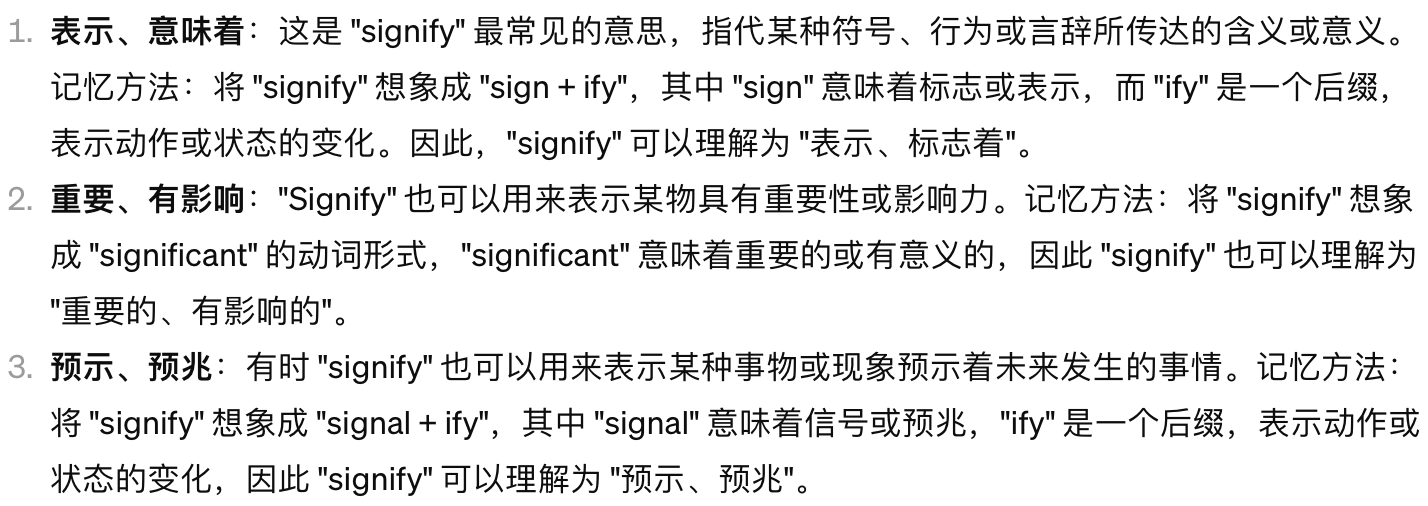 1. 表示、意味着：这是 "signify" 最常见的意思，指代某种符号、行为或言辞所传达的含义或意义。
记忆方法：将 "signify" 想象成 "sign + ify"，其中 "sign" 意味着标志或表示，而 "ify" 是一个后缀，
表示动作或状态的变化。因此，"signify" 可以理解为 "表示、标志着"。
2. 重要、有影响："Signify" 也可以用来表示某物具有重要性或影响力。记忆方法：将 "signify" 想象
成 "significant" 的动词形式，"significant" 意味着重要的或有意义的，因此 "signify" 也可以理解为
"重要的、有影响的"。
3. 预示、预兆：有时 "signify" 也可以用来表示某种事物或现象预示着未来发生的事情。记忆方法：
将 "signify" 想象成 "signal + ify"，其中 "signal" 意味着信号或预兆，"ify" 是一个后缀，表示动作或
状态的变化，因此 "signify" 可以理解为 "预示、预兆"。